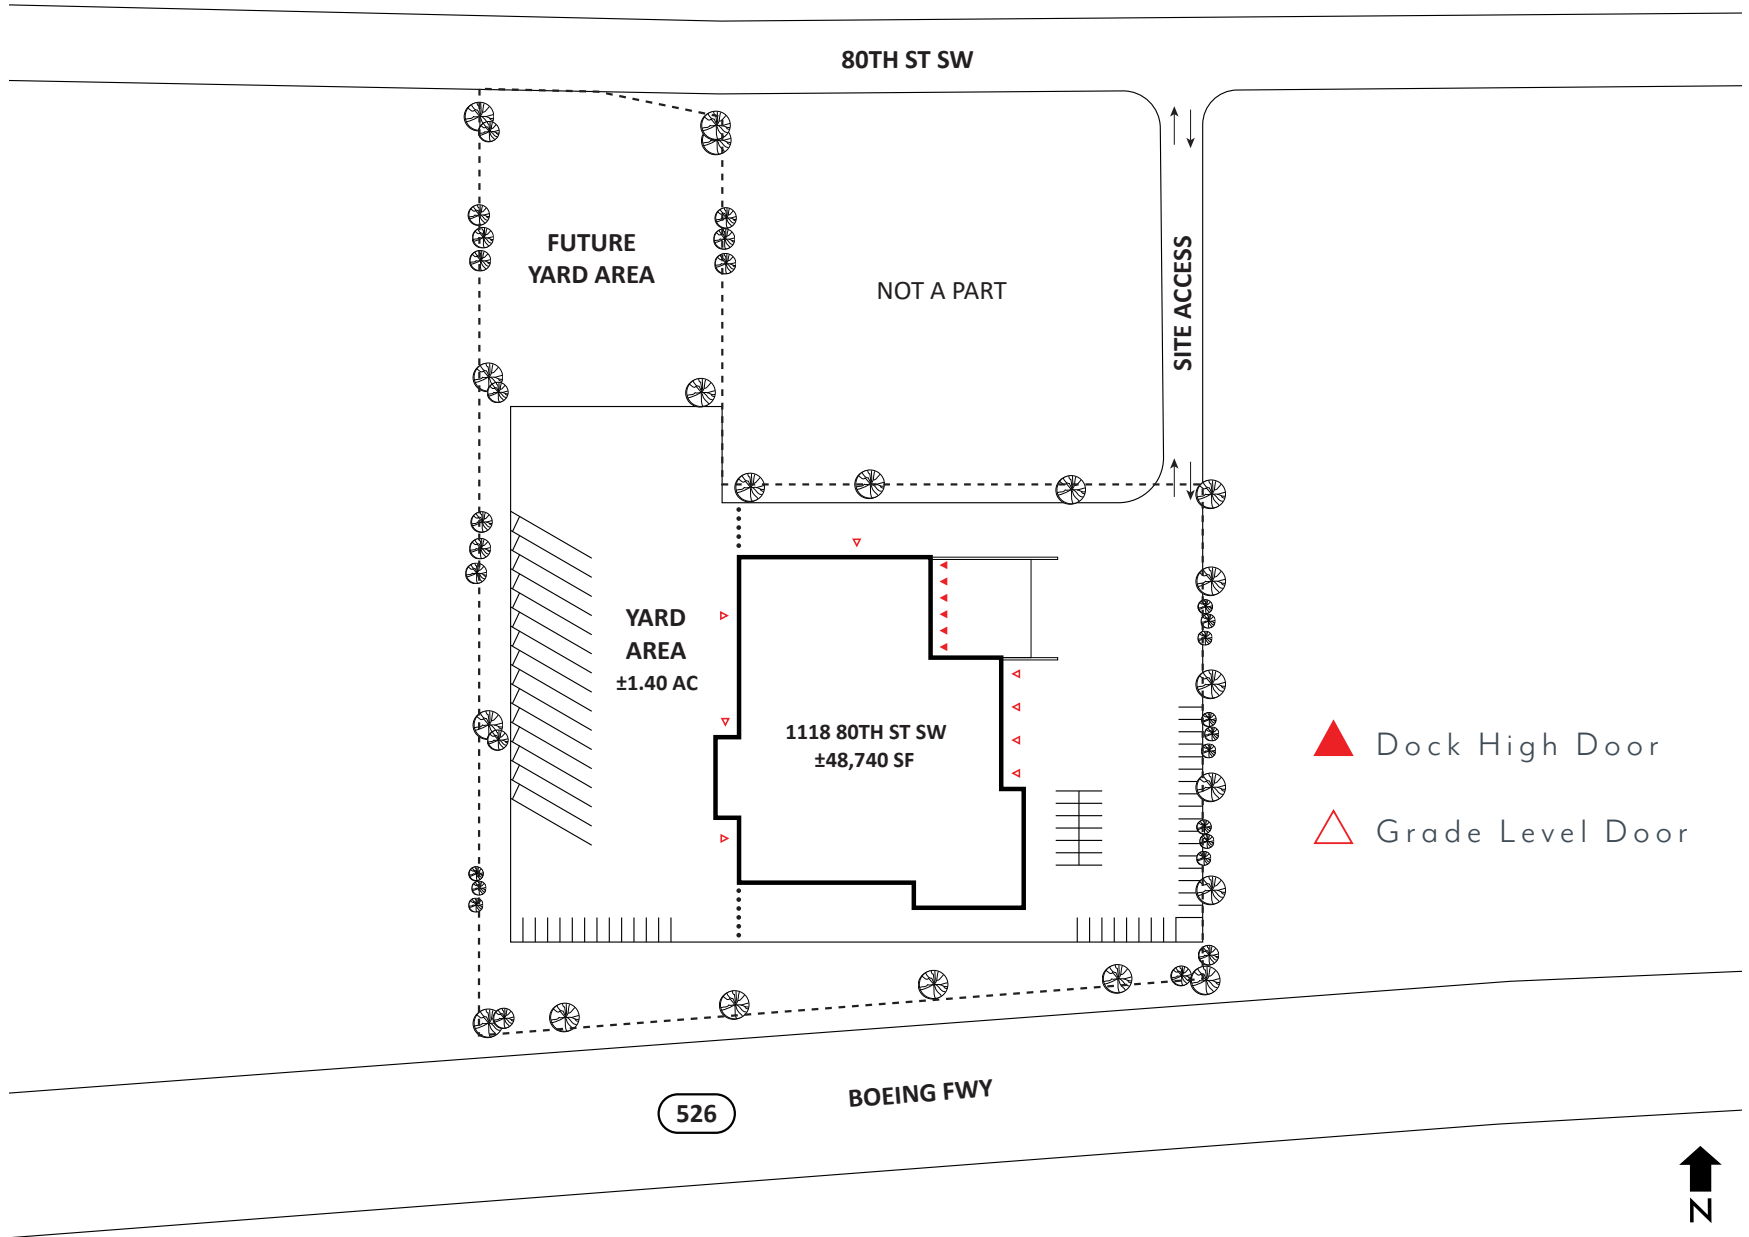 80TH ST SW
FUTURE
YARD AREA
NOT A PART
SITE ACCESS
YARD
AREA
±1.40 AC
1118 80TH ST SW
±48,740 SF
Dock High Door
Grade Level Door
BOEING FWY
526
N